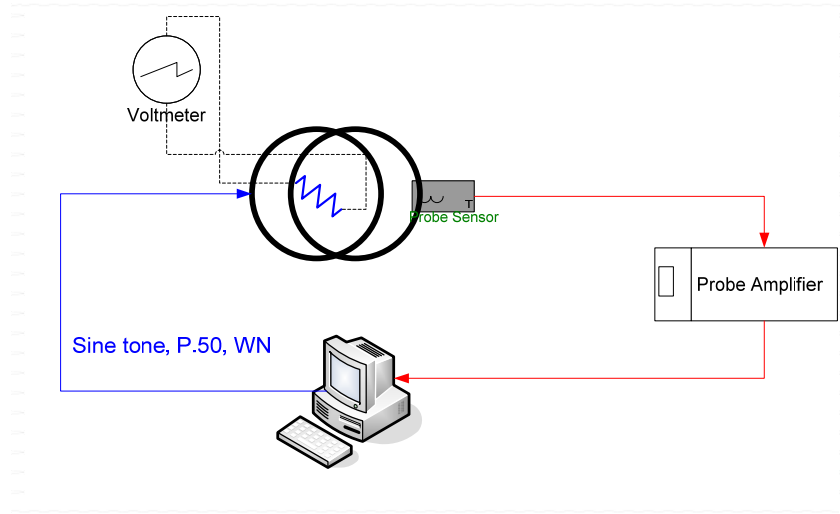 Voltmeter
T
Probe Sensor
Probe Amplifier
Sine tone, P.50, WN